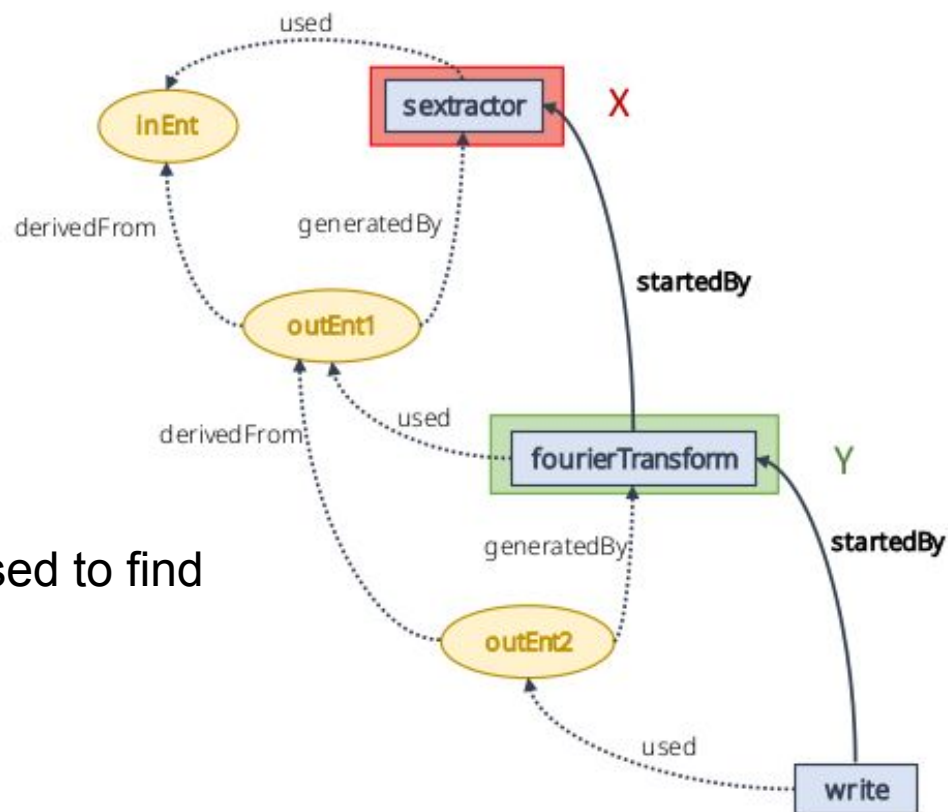 used
sextractor
X
inEnt
derivedFrom
generatedBy
startedBy
outEnt1
used
derivedFrom
fourierTransform
Y
generatedBy
startedBy
sed to find
outEnt2
used
write